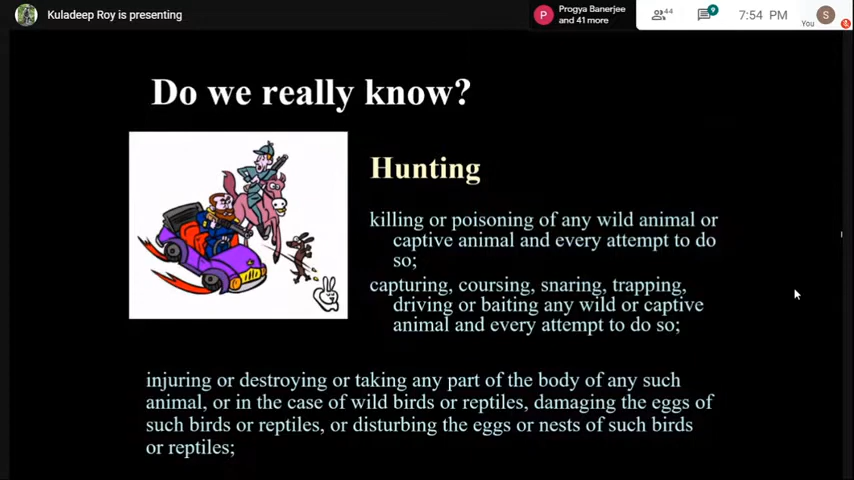 Kuladeep Roy is presenting
Progya Banerjee
and 41 more
P
44
9
7:54 PM
You
S
Do we really know?
Hunting
killing or poisoning of any wild animal or
captive animal and every attempt to do
so;
capturing, coursing, snaring, trapping,
driving or baiting any wild or captive
animal and every attempt to do so;
injuring or destroying or taking any part of the body of any such
animal, or in the case of wild birds or reptiles, damaging the eggs of
such birds or reptiles, or disturbing the eggs or nests of such birds
or reptiles;